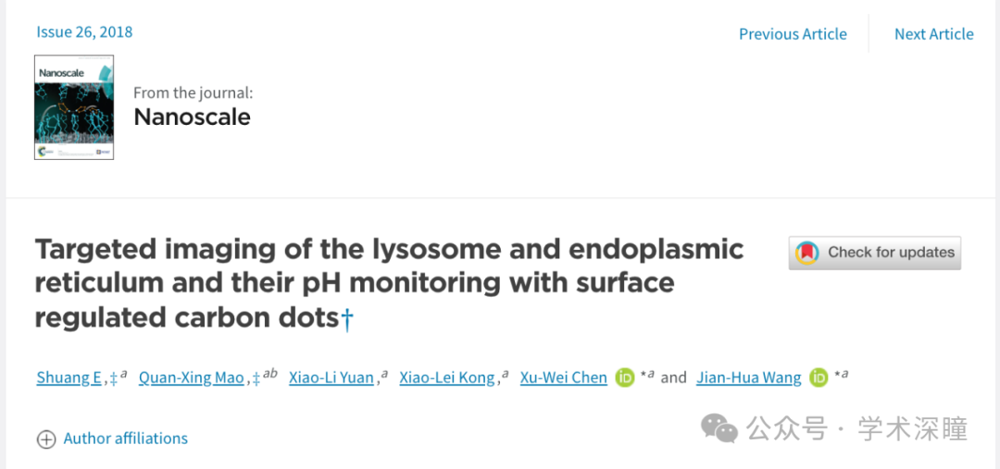 Issue 26, 2018
Previous Article
Next Article
Nanoscale
From the journal:
Nanoscale
Targeted imaging of the lysosome and endoplasmic
reticulum and their pH monitoring with surface
regulated carbon dots†
Check for updates
Shuang E,‡ᵃ Quan-Xing Mao,‡ᵃᵇ Xiao-Li Yuan,ᵃ Xiao-Lei Kong,ᵃ Xu-Wei Chen iD *ᵃ and Jian-Hua Wang iD *ᵃ
Author affiliations
公众号 · 学术深瞳